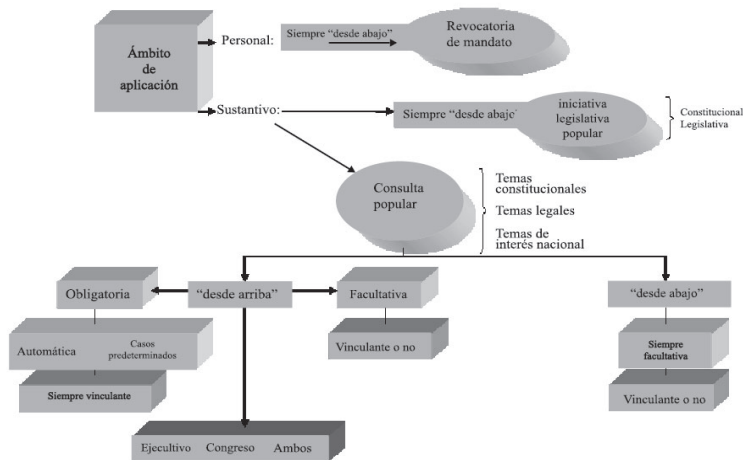 Ámbito
de
aplicación
Personal:
Siempre “desde abajo”
Revocatoria
de mandato
Sustantivo:
Siempre “desde abajo”
iniciativa
legislativa
popular
Constitucional
Legislativa
Consulta
popular
Temas
constitucionales
Temas legales
Temas de
interés nacional
Obligatoria
“desde arriba”
Facultativa
“desde abajo”
Automática
Casos
predeterminados
Vinculante o no
Siempre
facultativa
Siempre vinculante
Vinculante o no
Ejecutivo Congreso Ambos